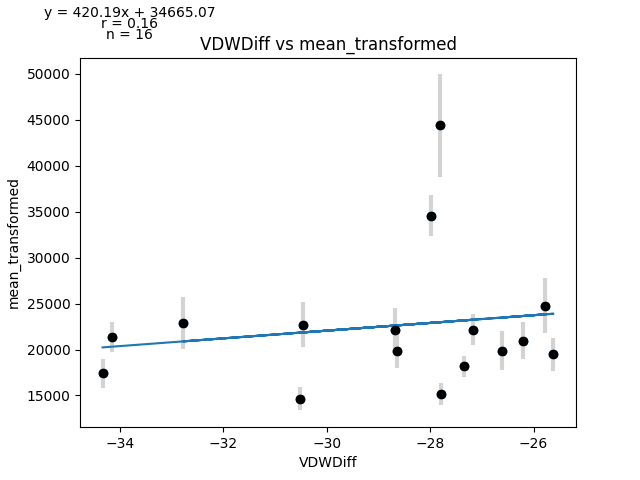 y = 420.19x + 34665.07
r = 0.16
n = 16
VDWDiff vs mean_transformed
50000
45000
40000
35000
30000
25000
20000
15000
mean_transformed
−34
−32
−30
−28
−26
VDWDiff